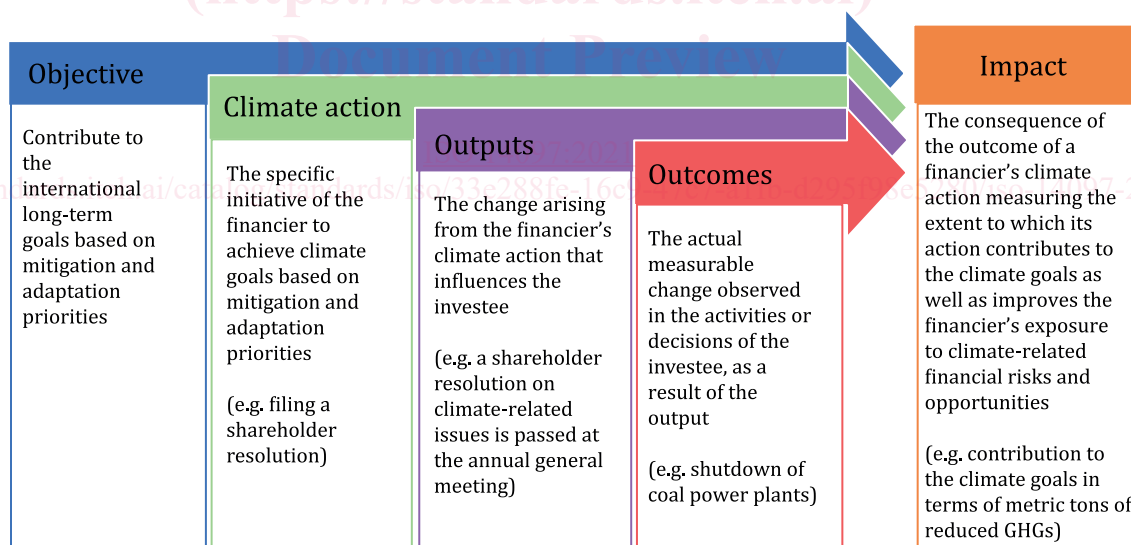 (https://standards.iteh.ai)
Document Preview
Objective
Contribute to
the
international
long-term
goals based on
mitigation and
adaptation
priorities
Climate action
The specific
initiative of the
financier to
achieve climate
goals based on
mitigation and
adaptation
priorities
(e.g. filing a
shareholder
resolution)
Outputs
The change arising
from the financier's
climate action that
influences the
investee
(e.g. a shareholder
resolution on
climate-related
issues is passed at
the annual general
meeting)
Outcomes
The actual
measurable
change observed
in the activities or
decisions of the
investee, as a
result of the
output
(e.g. shutdown of
coal power plants)
Impact
The consequence of
the outcome of a
financier's climate
action measuring the
extent to which its
action contributes to
the climate goals as
well as improves the
financier's exposure
to climate-related
financial risks and
opportunities
(e.g. contribution to
the climate goals in
terms of metric tons of
reduced GHGs)